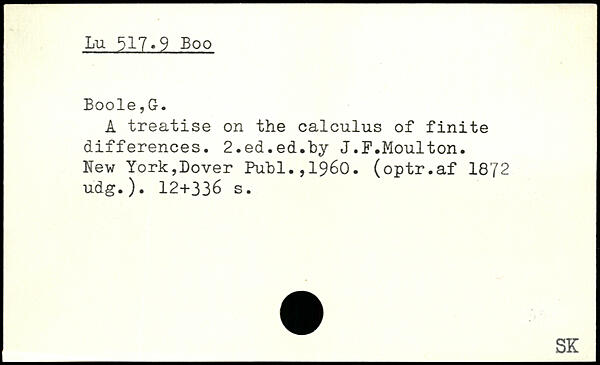 Lu 517.9 Boo
Boole,G.
A treatise on the calculus of finite
differences. 2.ed.ed.by J.F.Moulton.
New York,Dover Publ.,1960. (optr.af 1872
udg.). 12+336 s.
SK